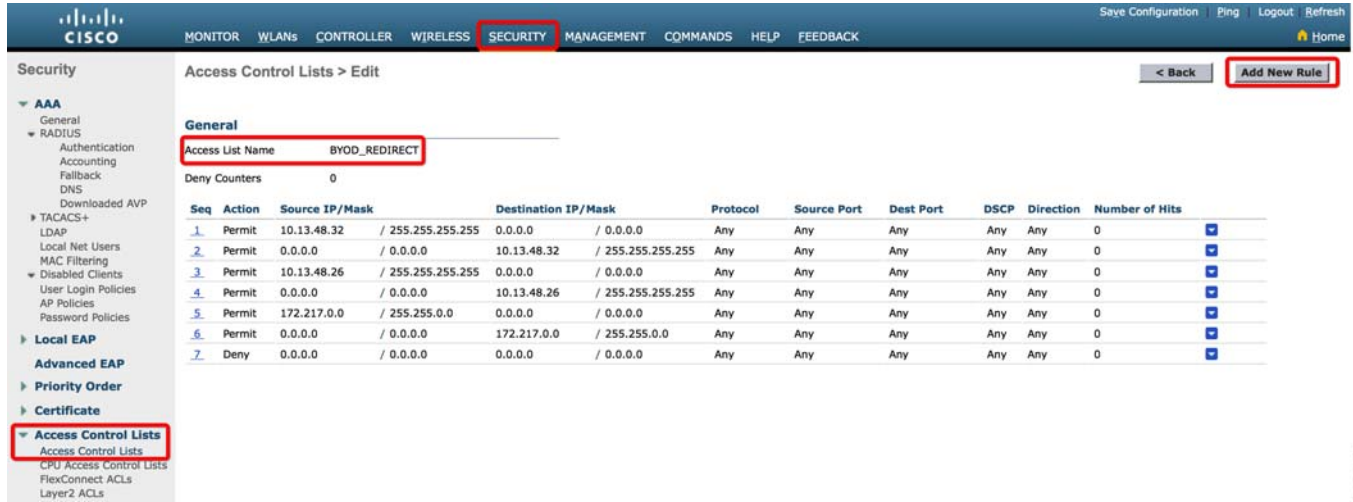 Save Configuration Ping Logout Refresh
CISCO MONITOR WLANs CONTROLLER WIRELESS SECURITY MANAGEMENT COMMANDS HELP FEEDBACK Home
Security
AAA
General
RADIUS
Authentication
Accounting
Fallback
DNS
Downloaded AVP
TACACS+
LDAP
Local Net Users
MAC Filtering
Disabled Clients
User Login Policies
AP Policies
Password Policies
Local EAP
Advanced EAP
Priority Order
Certificate
Access Control Lists
Access Control Lists
CPU Access Control Lists
FlexConnect ACLs
Layer2 ACLs
Access Control Lists > Edit < Back Add New Rule
General
Access List Name BYOD_REDIRECT
Deny Counters 0
Seq Action Source IP/Mask Destination IP/Mask Protocol Source Port Dest Port DSCP Direction Number of Hits
1 Permit 10.13.48.32 / 255.255.255.255 0.0.0.0 / 0.0.0.0 Any Any Any Any Any 0
2 Permit 0.0.0.0 / 0.0.0.0 10.13.48.32 / 255.255.255.255 Any Any Any Any Any 0
3 Permit 10.13.48.26 / 255.255.255.255 0.0.0.0 / 0.0.0.0 Any Any Any Any Any 0
4 Permit 0.0.0.0 / 0.0.0.0 10.13.48.26 / 255.255.255.255 Any Any Any Any Any 0
5 Permit 172.217.0.0 / 255.255.0.0 0.0.0.0 / 0.0.0.0 Any Any Any Any Any 0
6 Permit 0.0.0.0 / 0.0.0.0 172.217.0.0 / 255.255.0.0 Any Any Any Any Any 0
7 Deny 0.0.0.0 / 0.0.0.0 0.0.0.0 / 0.0.0.0 Any Any Any Any Any 0